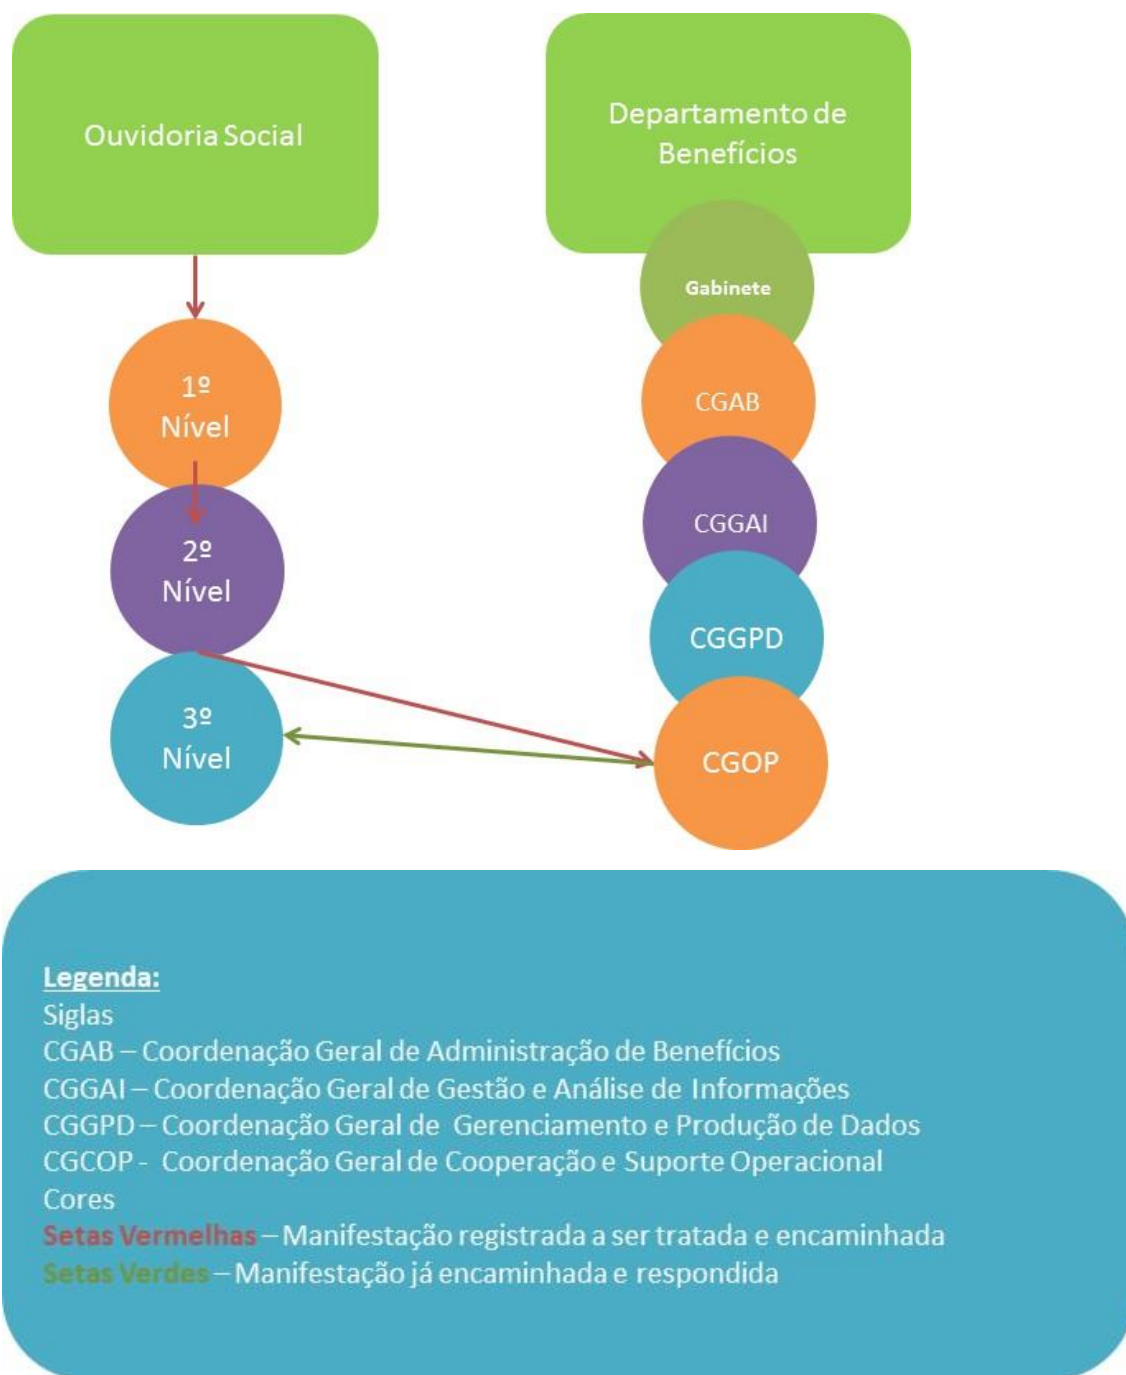 Ouvidoria Social
Departamento de
Benefícios
Gabinete
1º
Nível
CGAB
2º
Nível
CGGAI
CGGPD
3º
Nível
CGOP
Legenda:
Siglas
CGAB – Coordenação Geral de Administração de Benefícios
CGGAI – Coordenação Geral de Gestão e Análise de Informações
CGGPD – Coordenação Geral de Gerenciamento e Produção de Dados
CGCOP - Coordenação Geral de Cooperação e Suporte Operacional
Cores
Setas Vermelhas – Manifestação registrada a ser tratada e encaminhada
Setas Verdes – Manifestação já encaminhada e respondida